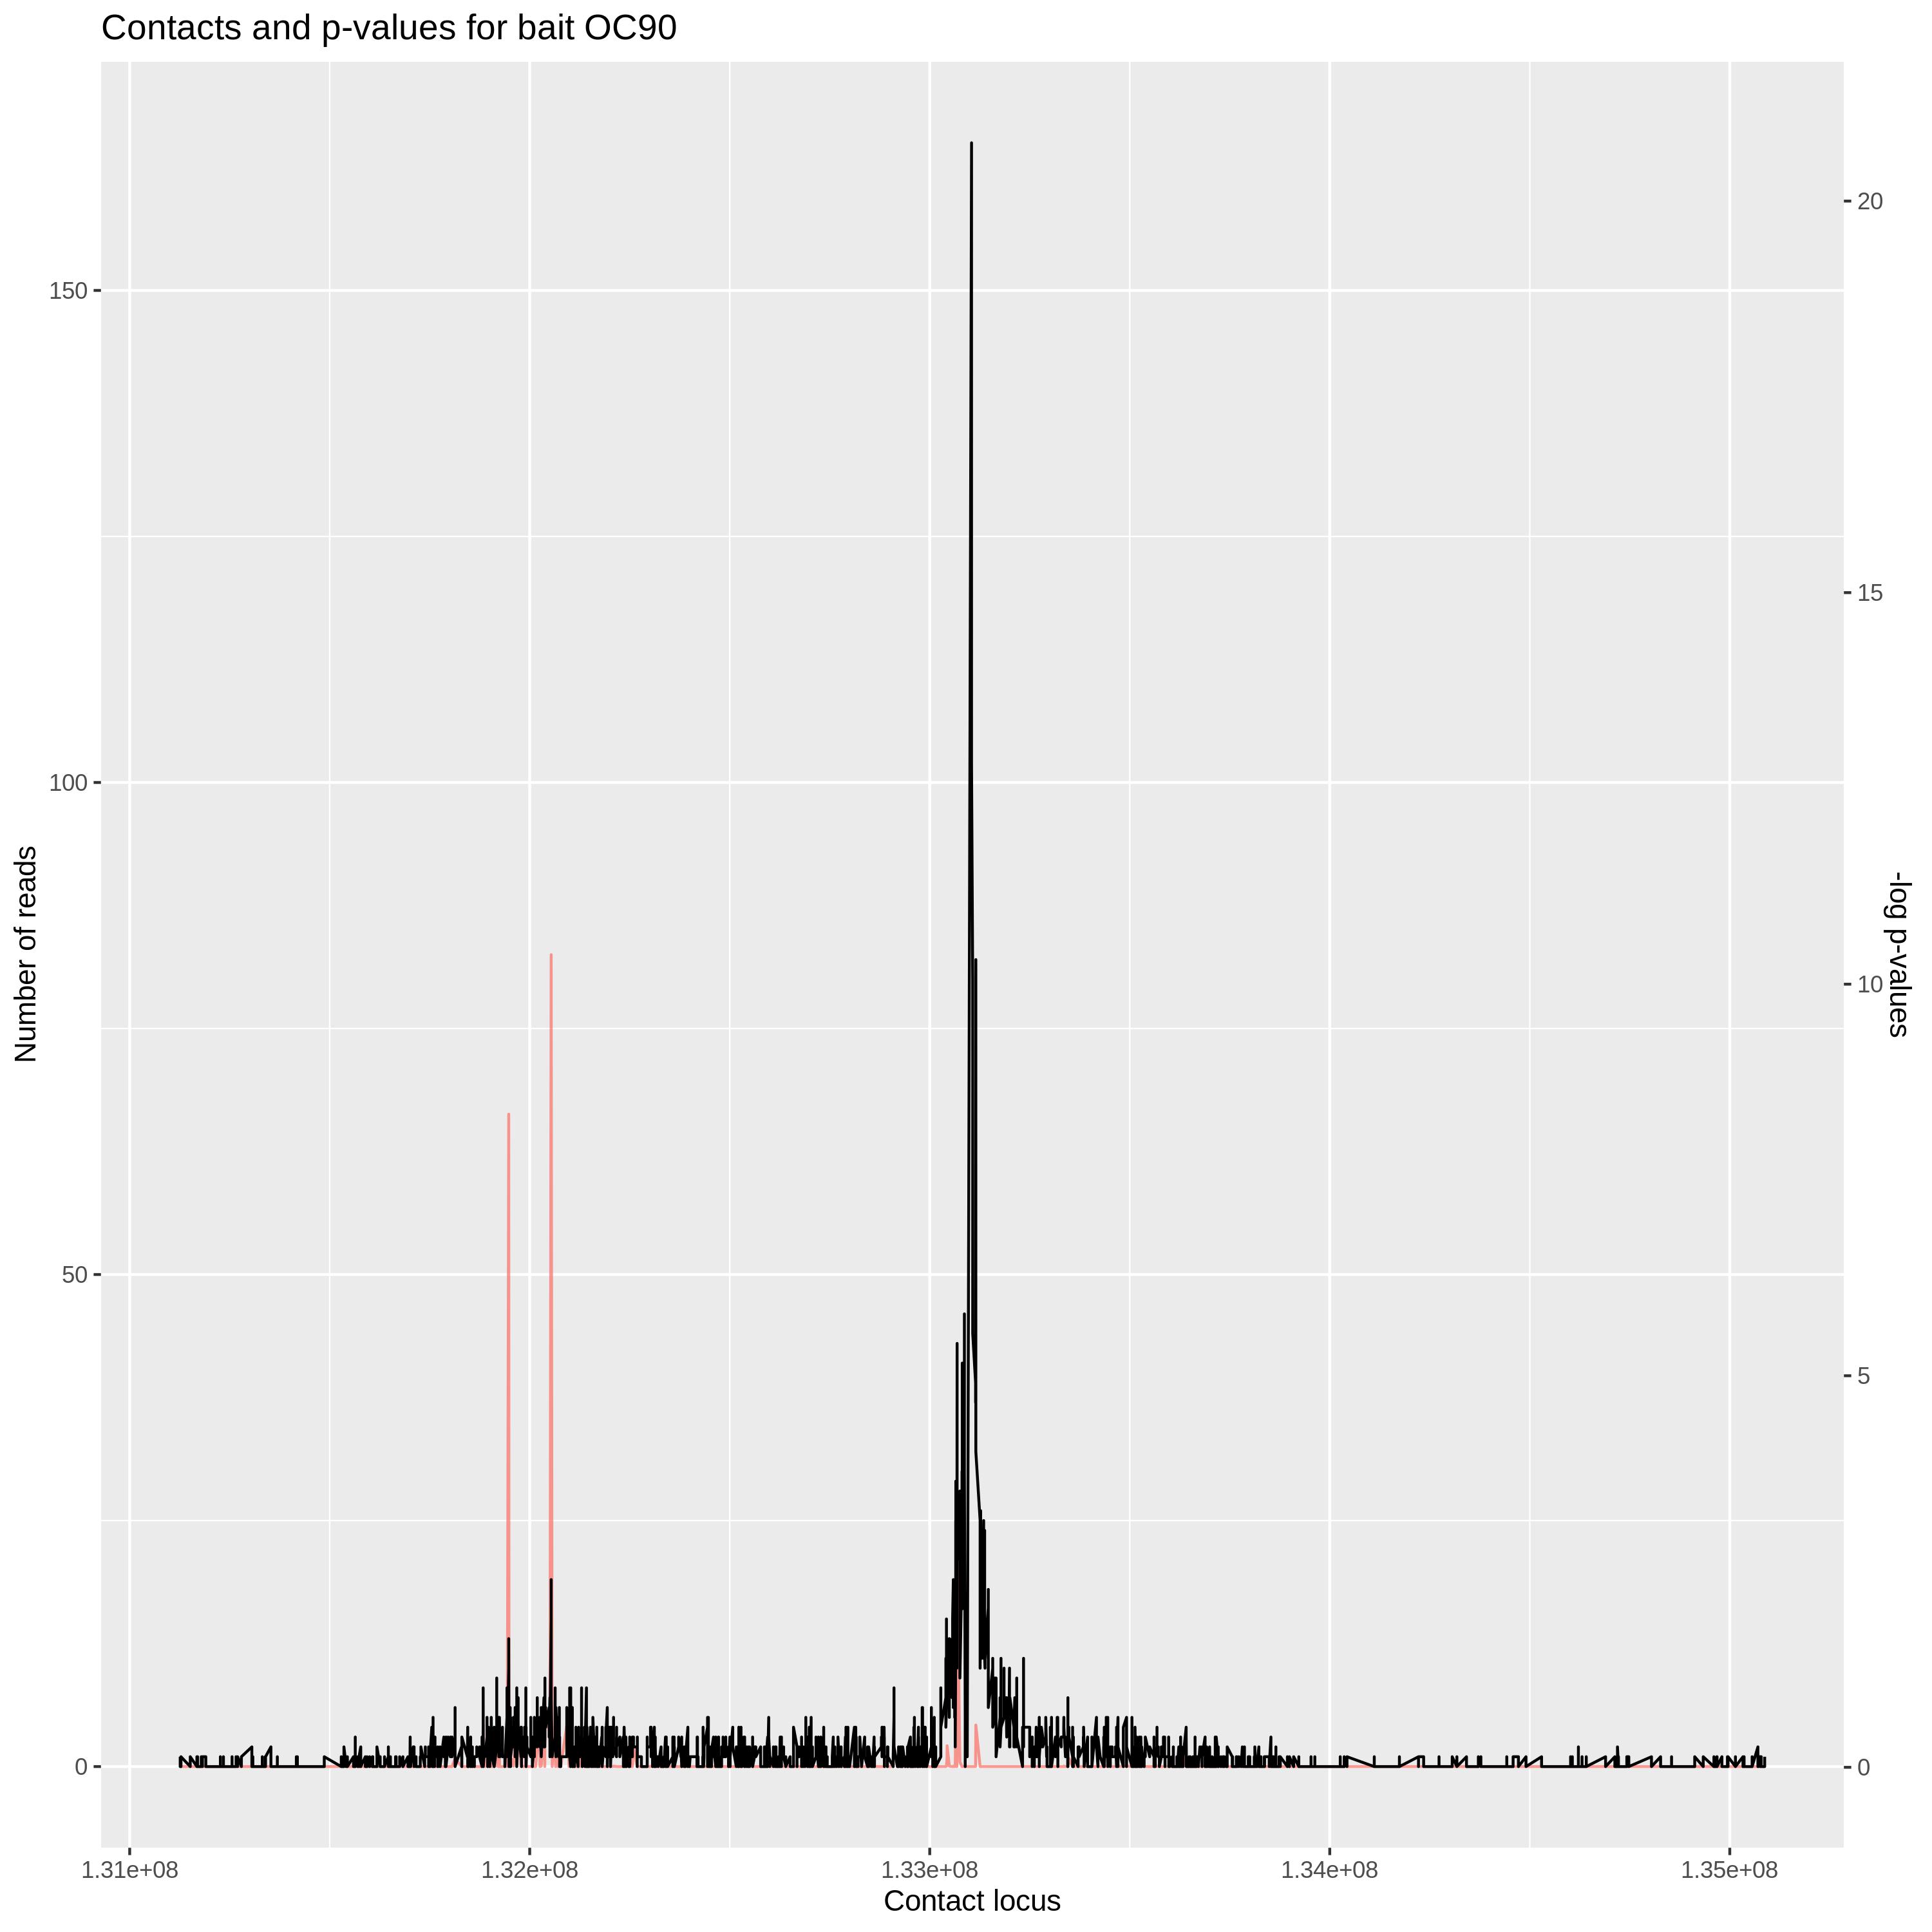 Contacts and p-values for bait OC90
Number of reads
150
100
50
0
20
15
10
5
0
-log p-values
1.31e+08
1.32e+08
1.33e+08
1.34e+08
1.35e+08
Contact locus